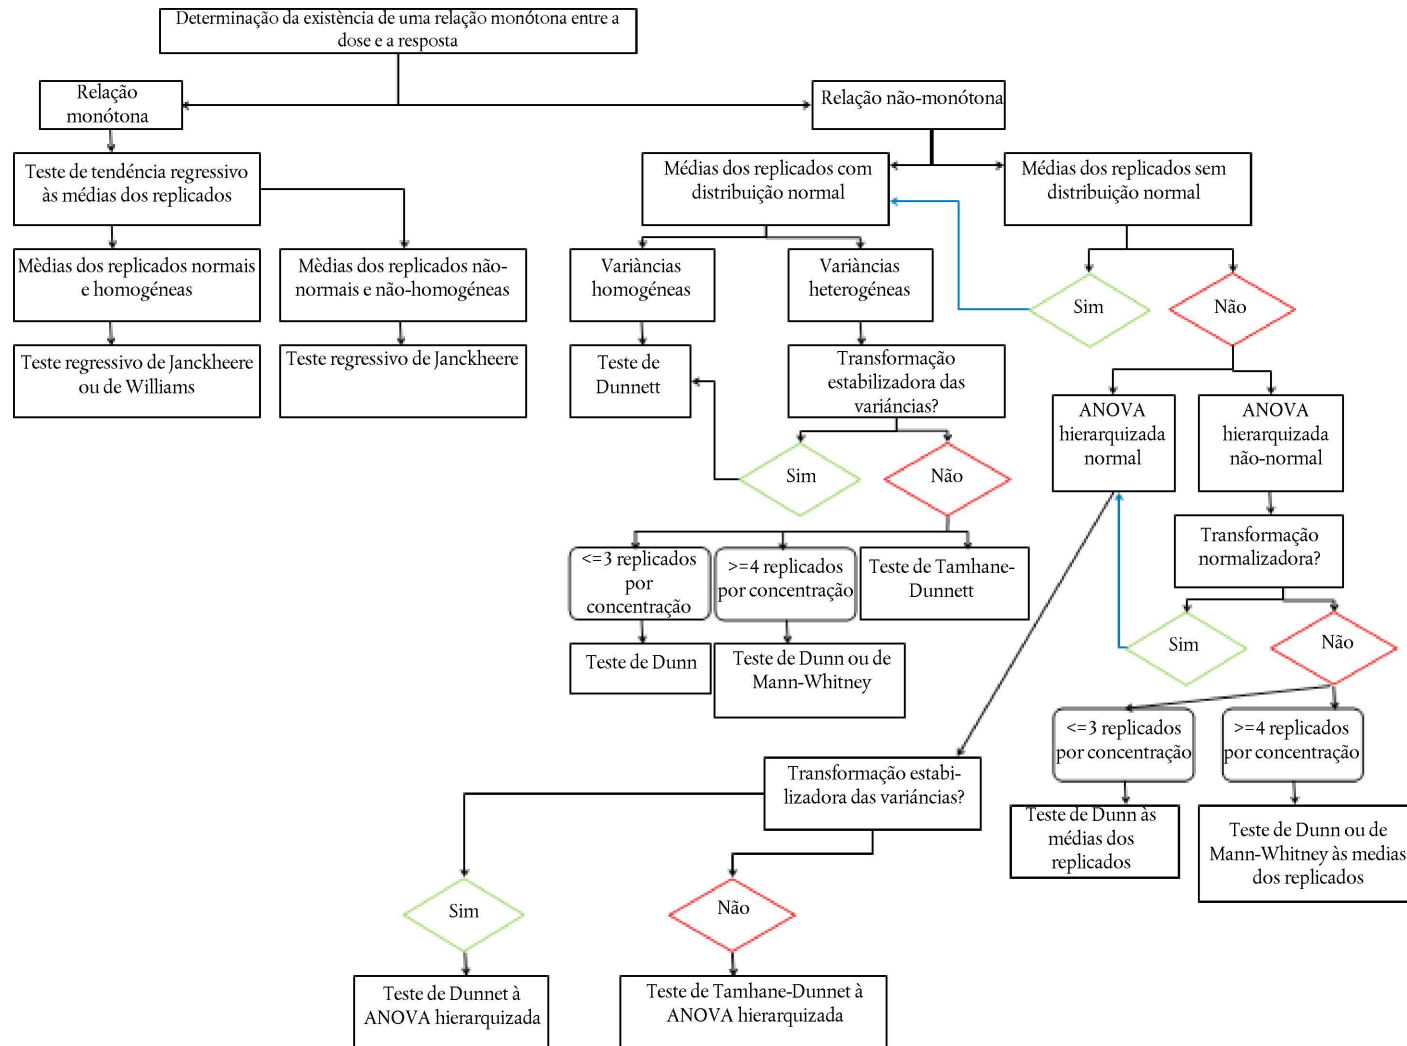 Determinação da existència de uma relação monótona entre a
dose e a resposta
Relação
monótona
Relação não-monótona
Teste de tendéncia regressivo
às médias dos replicados
Médias dos replicados com
distribuição normal
Médias dos replicados sem
distribuição normal
Mèdias dos replicados normais
e homogéneas
Mèdias dos replicados não-
normais e não-homogéneas
Variàncias
homogéneas
Variàncias
heterogéneas
Sim
Não
Teste regressivo de Janckheere
ou de Williams
Teste regressivo de Janckheere
Teste de
Dunnett
Transformação
estabilizadora das
variáncias?
ANOVA
hierarquizada
normal
ANOVA
hierarquizada
não-normal
Sim
Não
Transformação
normalizadora?
<=3 replicados
por
concentração
>=4 replicados
por concentração
Teste de Tamhane-
Dunnett
Sim
Não
Teste de Dunn
Teste de Dunn ou de
Mann-Whitney
<=3 replicados
por concentração
>=4 replicados
por concentração
Transformação estabi-
lizadora das variáncias?
Teste de Dunn às
médias dos
replicados
Teste de Dunn ou de
Mann-Whitney às medias
dos replicados
Sim
Não
Teste de Dunnet à
ANOVA hierarquizada
Teste de Tamhane-Dunnet à
ANOVA hierarquizada